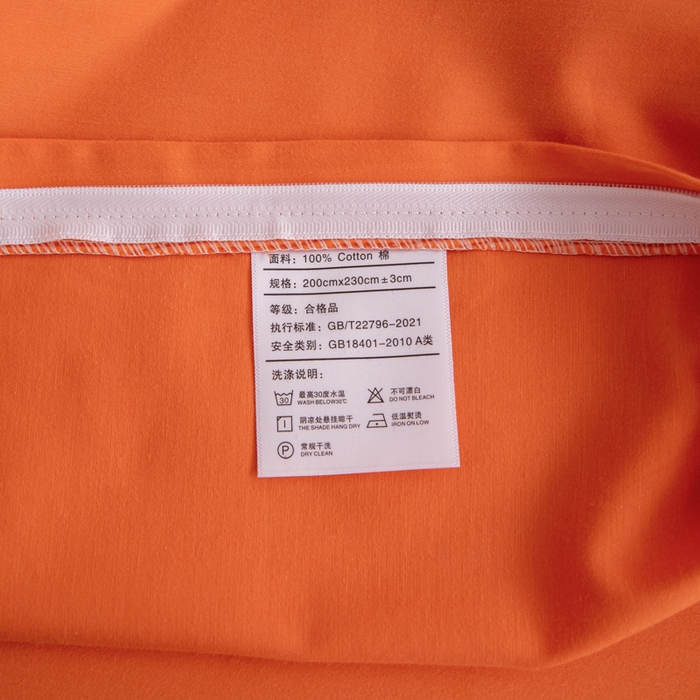 面料：100% Cotton 棉
规格：200cmx230cm±3cm
等级：合格品
执行标准：GB/T22796-2021
安全类别：GB18401-2010 A类
洗涤说明：
30 最高30度水温 不可漂白
WASH BELOW30℃ DO NOT BLEACH
阴凉处悬挂晾干 低温熨烫
THE SHADE HANG DRY IRON ON LOW
P 常规干洗
DRY CLEAN